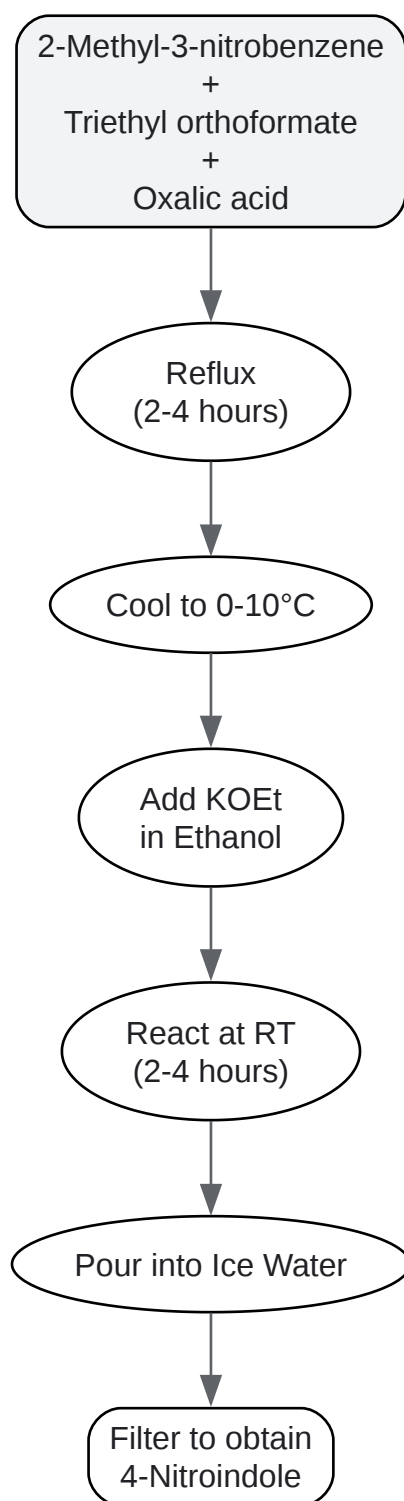 2-Methyl-3-nitrobenzene
+
Triethyl orthoformate
+
Oxalic acid
Reflux
(2-4 hours)
Cool to 0-10°C
Add KOEt
in Ethanol
React at RT
(2-4 hours)
Pour into Ice Water
Filter to obtain
4-Nitroindole